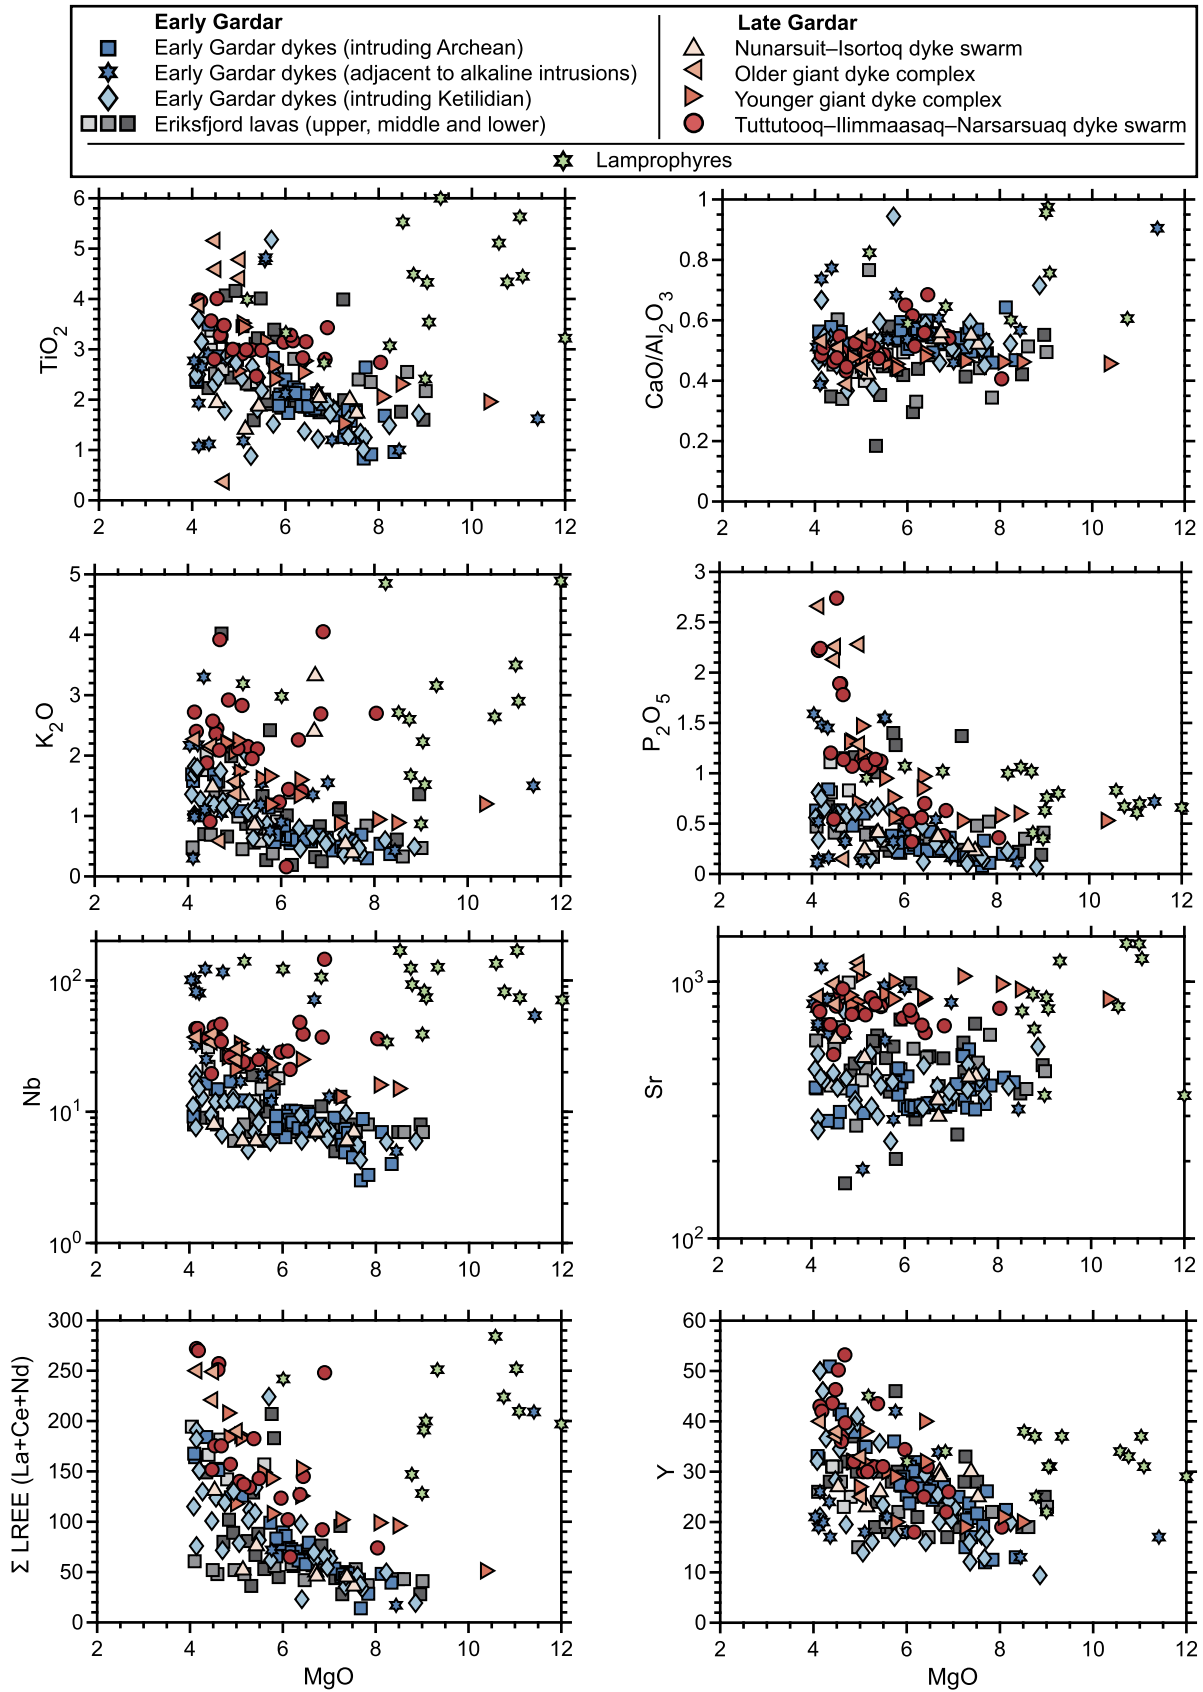 Early Gardar
Early Gardar dykes (intruding Archean)
Early Gardar dykes (adjacent to alkaline intrusions)
Early Gardar dykes (intruding Ketilidian)
Eriksfjord lavas (upper, middle and lower)
Late Gardar
Nunarsuit–Isortoq dyke swarm
Older giant dyke complex
Younger giant dyke complex
Tuttutooq–Ilimmaasaq–Narsarsuaq dyke swarm
Lamprophyres
TiO2
6
5
4
3
2
1
0
2 4 6 8 10 12
CaO/Al2O3
1
0.8
0.6
0.4
0.2
0
2 4 6 8 10 12
K2O
5
4
3
2
1
0
2 4 6 8 10 12
P2O5
3
2.5
2
1.5
1
0.5
0
2 4 6 8 10 12
Nb
10^2
10^1
10^0
2 4 6 8 10 12
Sr
10^3
10^2
2 4 6 8 10 12
Σ LREE (La+Ce+Nd)
300
250
200
150
100
50
0
2 4 6 8 10 12
MgO
Y
60
50
40
30
20
10
0
2 4 6 8 10 12
MgO